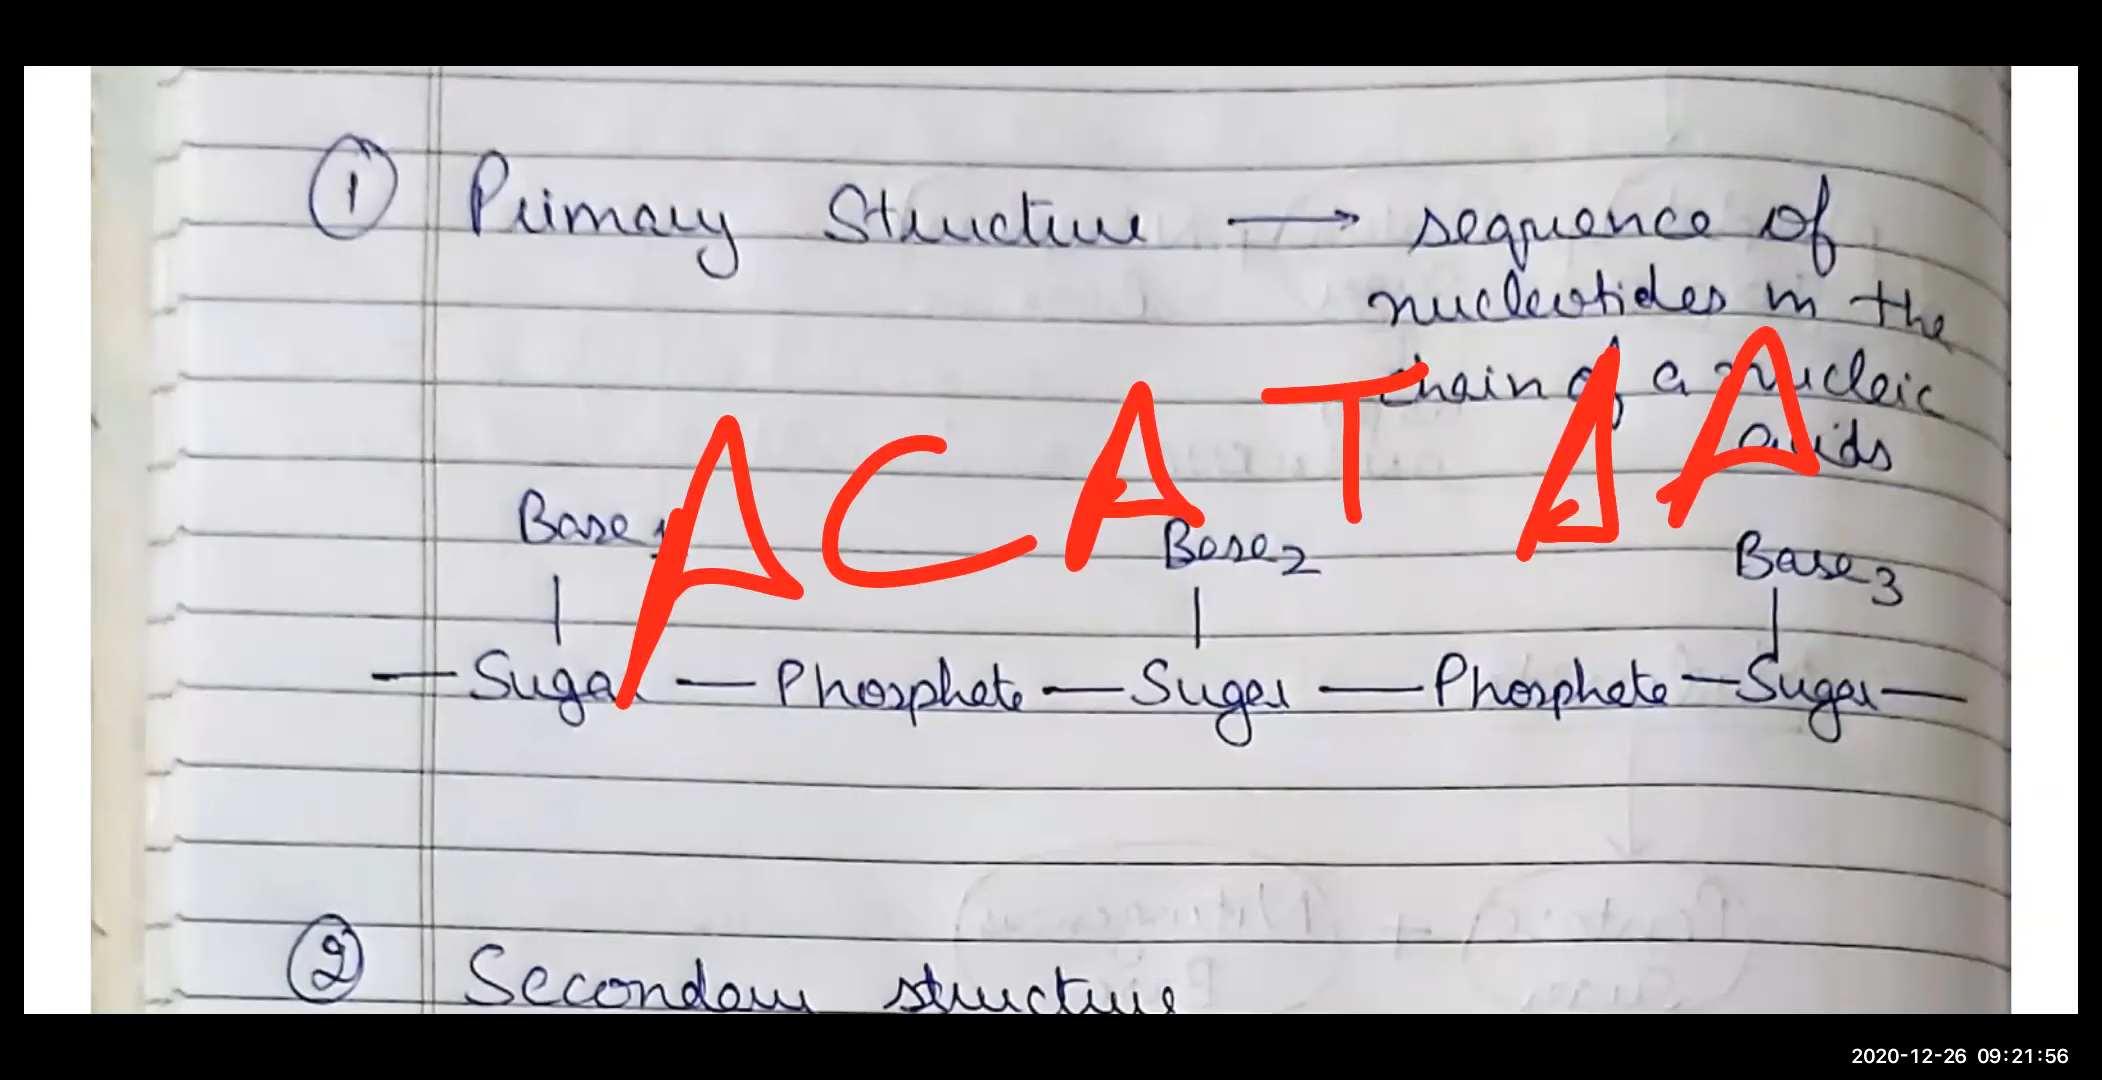 ① Primary Structure → sequence of
nucleotides in the
chain of a nucleic
acids
A C A T A A
Base 1 Base 2 Base 3
— Sugar — Phosphate — Sugar — Phosphate — Sugar —
② Secondary structure
2020-12-26 09:21:56